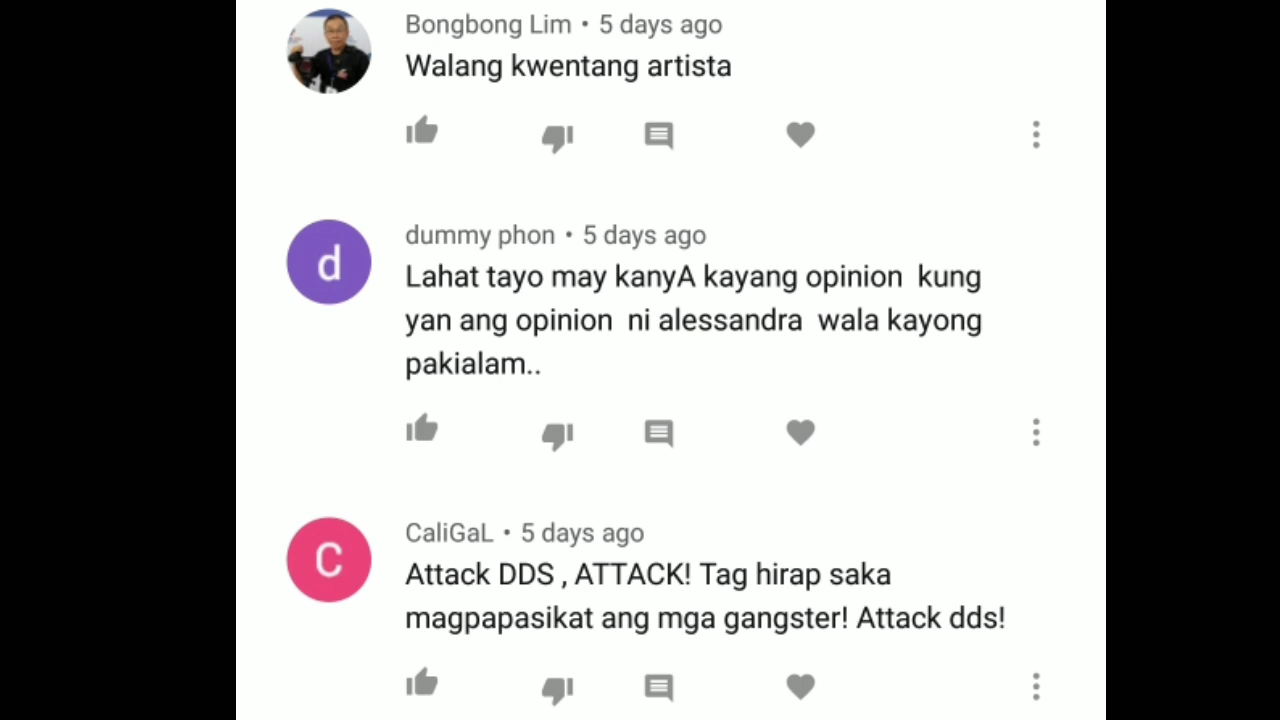 Bongbong Lim • 5 days ago
Walang kwentang artista
d
dummy phon • 5 days ago
Lahat tayo may kanyA kayang opinion kung
yan ang opinion ni alessandra wala kayong
pakialam..
C
CaliGaL • 5 days ago
Attack DDS , ATTACK! Tag hirap saka
magpapasikat ang mga gangster! Attack dds!